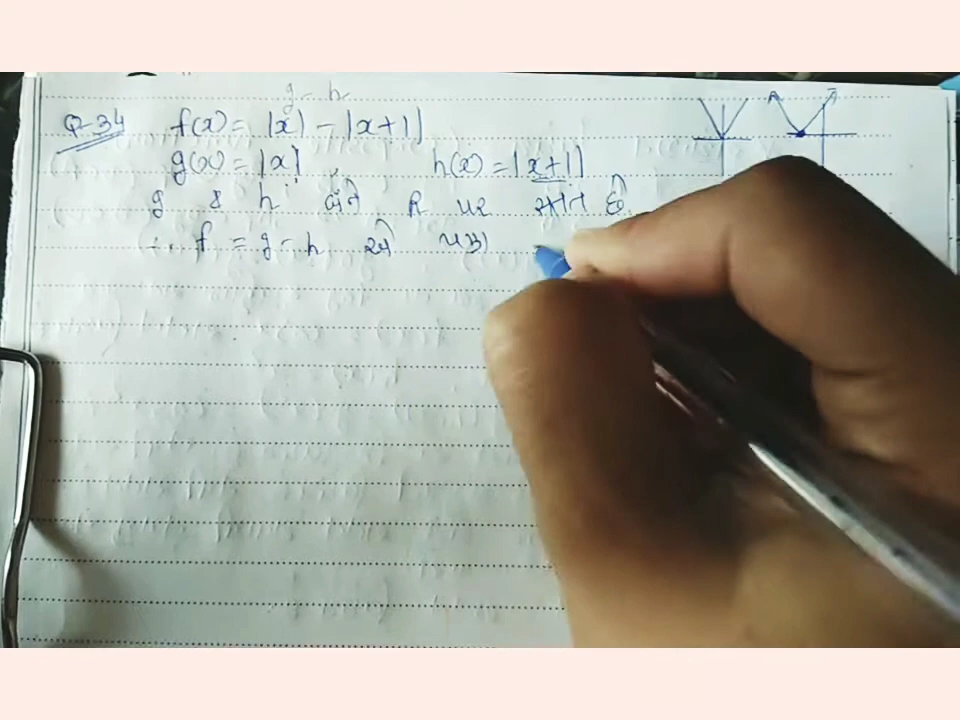 g - h
Q-34 f(x) = |x| - |x+1|
g(x) = |x| h(x) = |x+1|
g & h બંને R પર સતત છે
∴ f = g - h એ પણ